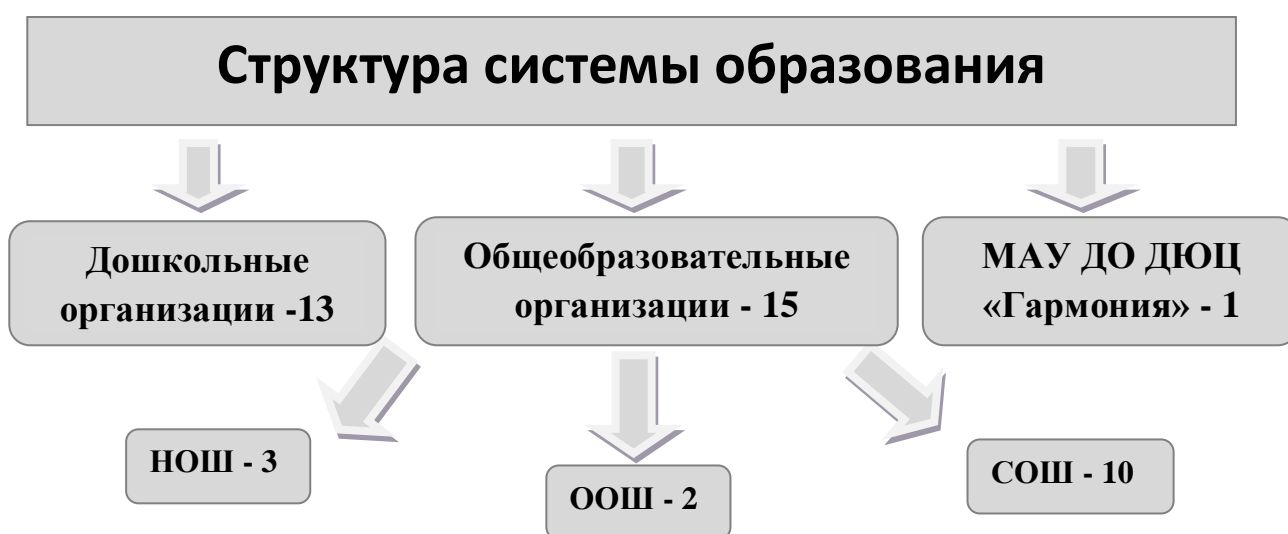 Структура системы образования
Дошкольные
организации -13
Общеобразовательные
организации - 15
МАУ ДО ДЮЦ
«Гармония» - 1
НОШ - 3
ООШ - 2
СОШ - 10